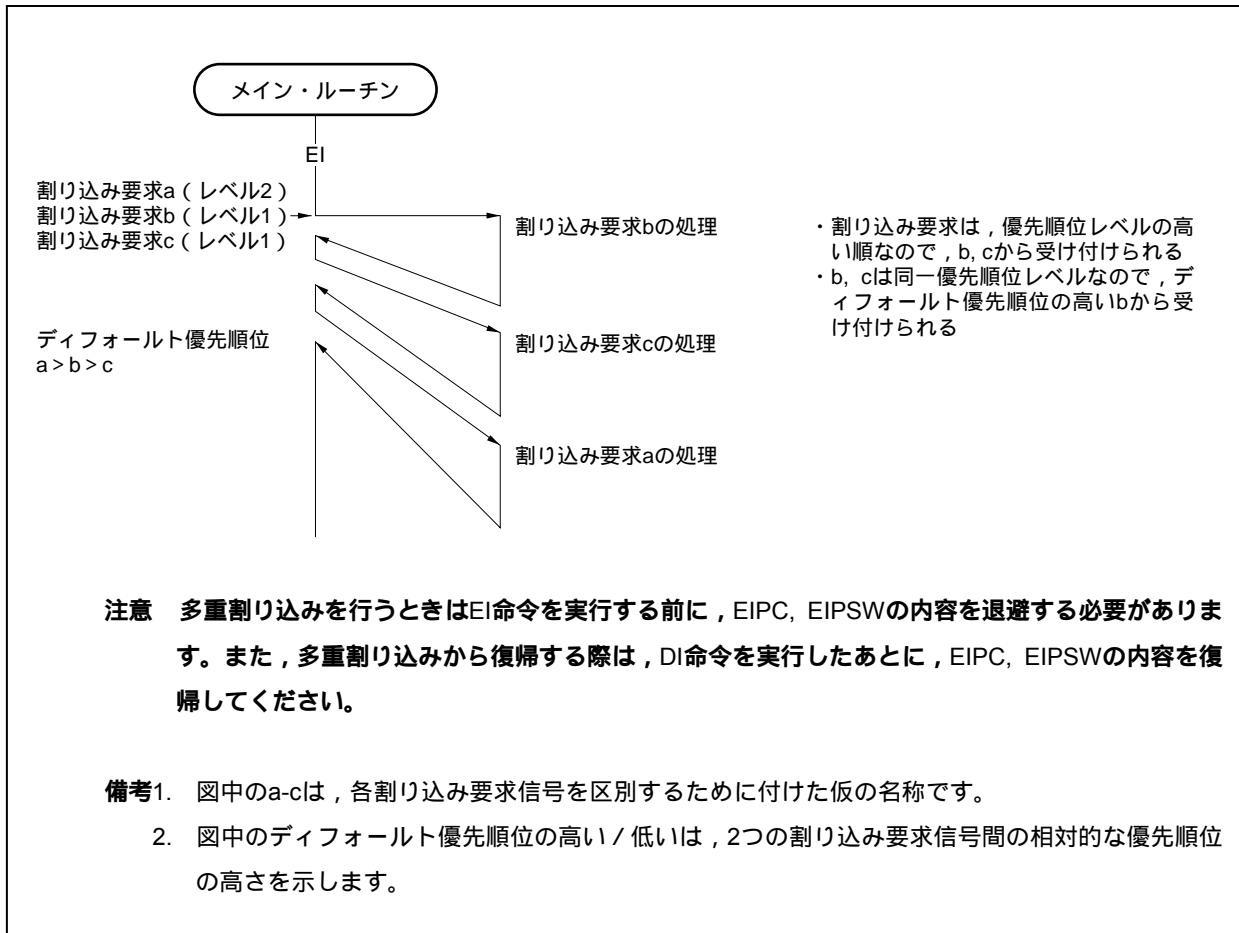 メイン・ルーチン
EI
割り込み要求a（レベル2）
割り込み要求b（レベル1）
割り込み要求c（レベル1）
割り込み要求bの処理
・割り込み要求は，優先順位レベルの高
い順なので，b, cから受け付けられる
・b, cは同一優先順位レベルなので，デ
ィフォールト優先順位の高いbから受
け付けられる
ディフォールト優先順位
a＞b＞c
割り込み要求cの処理
割り込み要求aの処理
注意　多重割り込みを行うときはEI命令を実行する前に，EIPC, EIPSWの内容を退避する必要がありま
す。また，多重割り込みから復帰する際は，DI命令を実行したあとに，EIPC, EIPSWの内容を復
帰してください。
備考1.　図中のa-cは，各割り込み要求信号を区別するために付けた仮の名称です。
2.　図中のディフォールト優先順位の高い／低いは，2つの割り込み要求信号間の相対的な優先順位
の高さを示します。